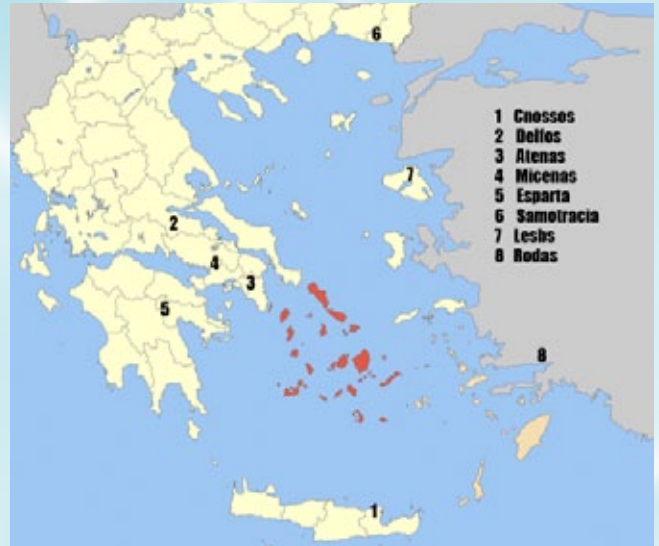 6
1 Cnossos
2 Delfos
3 Atenas
4 Micenas
5 Esparta
6 Samotracia
7 Lesbs
8 Rodas
7
2
4
3
5
8
1